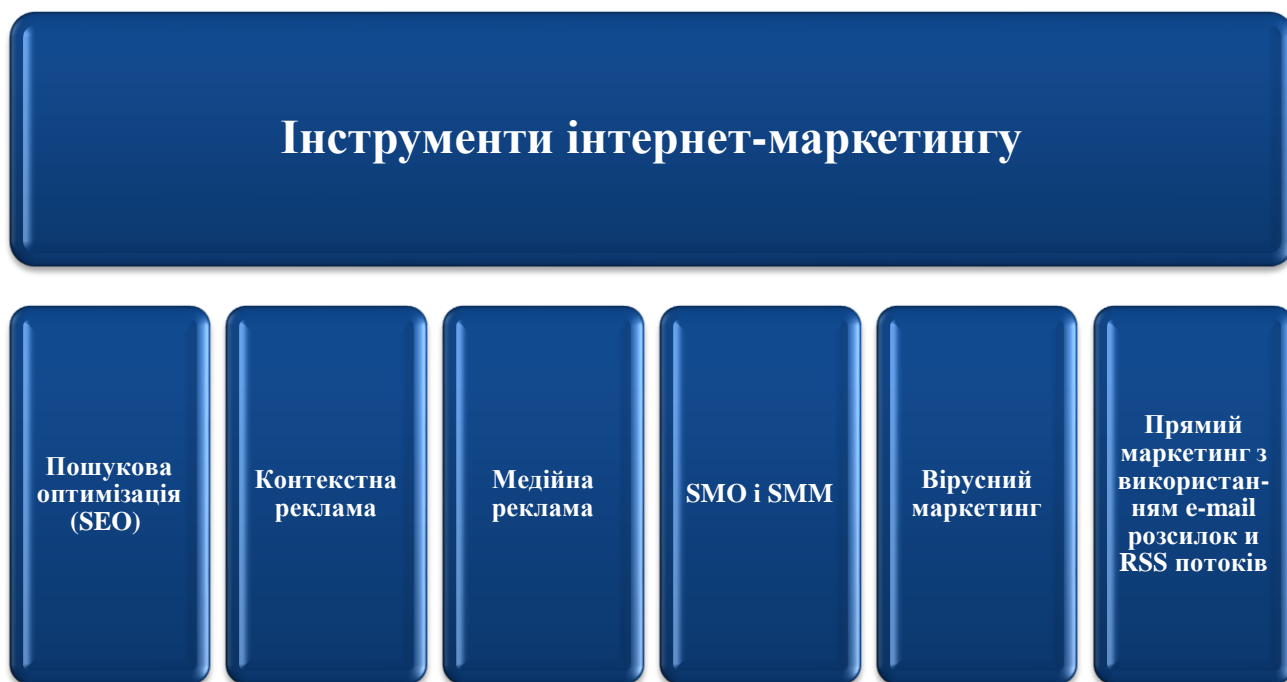 Інструменти інтернет-маркетингу
Пошукова
оптимізація
(SEO)
Контекстна
реклама
Медійна
реклама
SMO і SMM
Вірусний
маркетинг
Прямий
маркетинг з
використан-
ням e-mail
розсилок и
RSS потоків